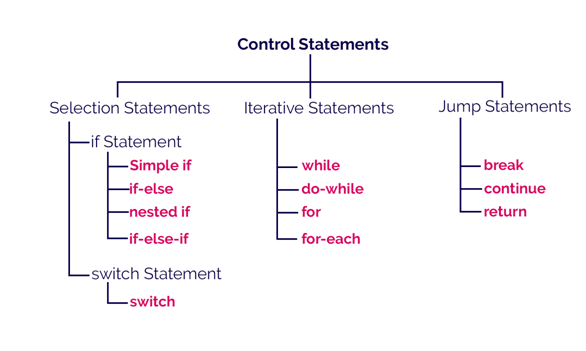 Control Statements
Selection Statements
if Statement
Simple if
if-else
nested if
if-else-if
switch Statement
switch
Iterative Statements
while
do-while
for
for-each
Jump Statements
break
continue
return